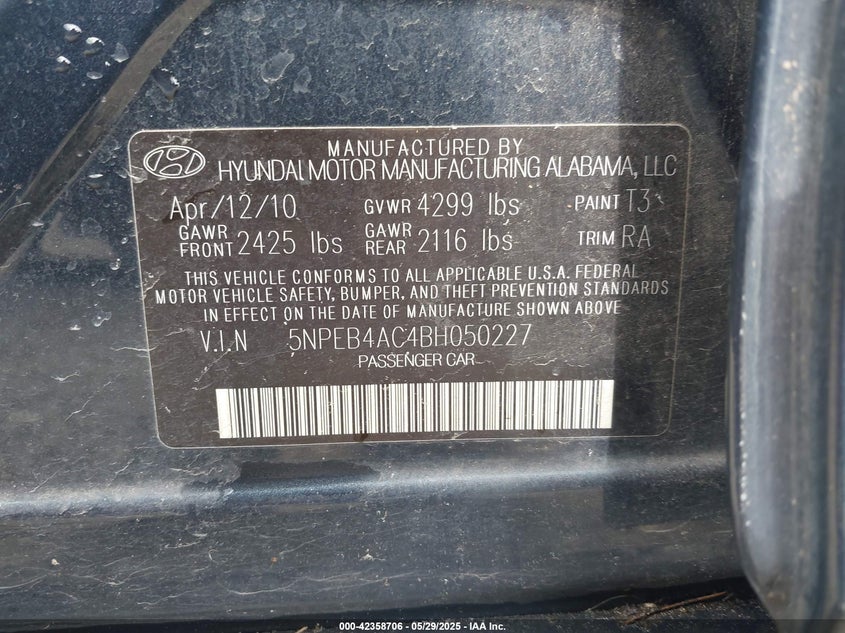 MANUFACTURED BY
HYUNDAI MOTOR MANUFACTURING ALABAMA, LLC
Apr/12/10 GVWR 4299 lbs PAINT T3
GAWR FRONT 2425 lbs GAWR REAR 2116 lbs TRIM RA
THIS VEHICLE CONFORMS TO ALL APPLICABLE U.S.A. FEDERAL
MOTOR VEHICLE SAFETY, BUMPER, AND THEFT PREVENTION STANDARDS
IN EFFECT ON THE DATE OF MANUFACTURE SHOWN ABOVE
V.I.N 5NPEB4AC4BH050227
PASSENGER CAR
000-42358706 - 05/29/2025 - IAA Inc.